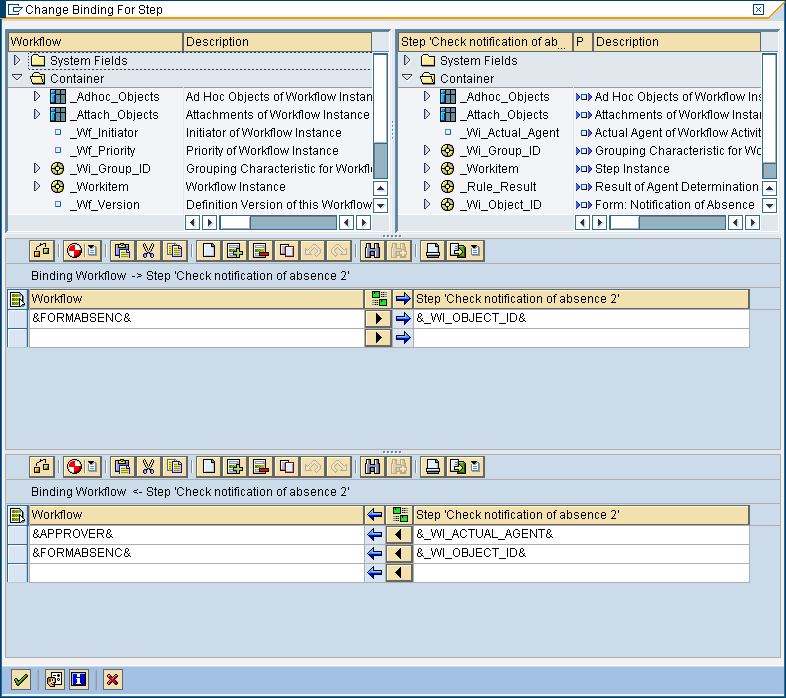 Change Binding For Step
Workflow Description
System Fields
Container
_Adhoc_Objects Ad Hoc Objects of Workflow Instan
_Attach_Objects Attachments of Workflow Instance
_Wf_Initiator Initiator of Workflow Instance
_Wf_Priority Priority of Workflow Instance
_Wi_Group_ID Grouping Characteristic for Workfl
_Workitem Workflow Instance
_Wf_Version Definition Version of this Workflow
Step 'Check notification of ab... P Description
System Fields
Container
_Adhoc_Objects Ad Hoc Objects of Workflow Ins
_Attach_Objects Attachments of Workflow Instan
_Wi_Actual_Agent Actual Agent of Workflow Activit
_Wi_Group_ID Grouping Characteristic for Wo
_Workitem Step Instance
_Rule_Result Result of Agent Determination
_Wi_Object_ID Form: Notification of Absence
Binding Workflow -> Step 'Check notification of absence 2'
Workflow Step 'Check notification of absence 2'
&FORMABSENC& &_WI_OBJECT_ID&
Binding Workflow <- Step 'Check notification of absence 2'
Workflow Step 'Check notification of absence 2'
&APPROVER& &_WI_ACTUAL_AGENT&
&FORMABSENC& &_WI_OBJECT_ID&